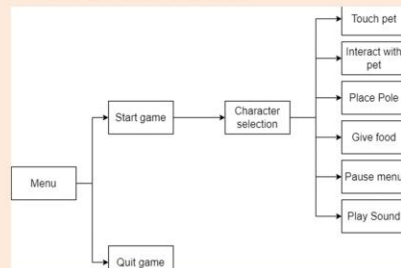 Touch pet
Interact with
pet
Start game
Character
selection
Place Pole
Give food
Menu
Pause menu
Play Sound
Quit game